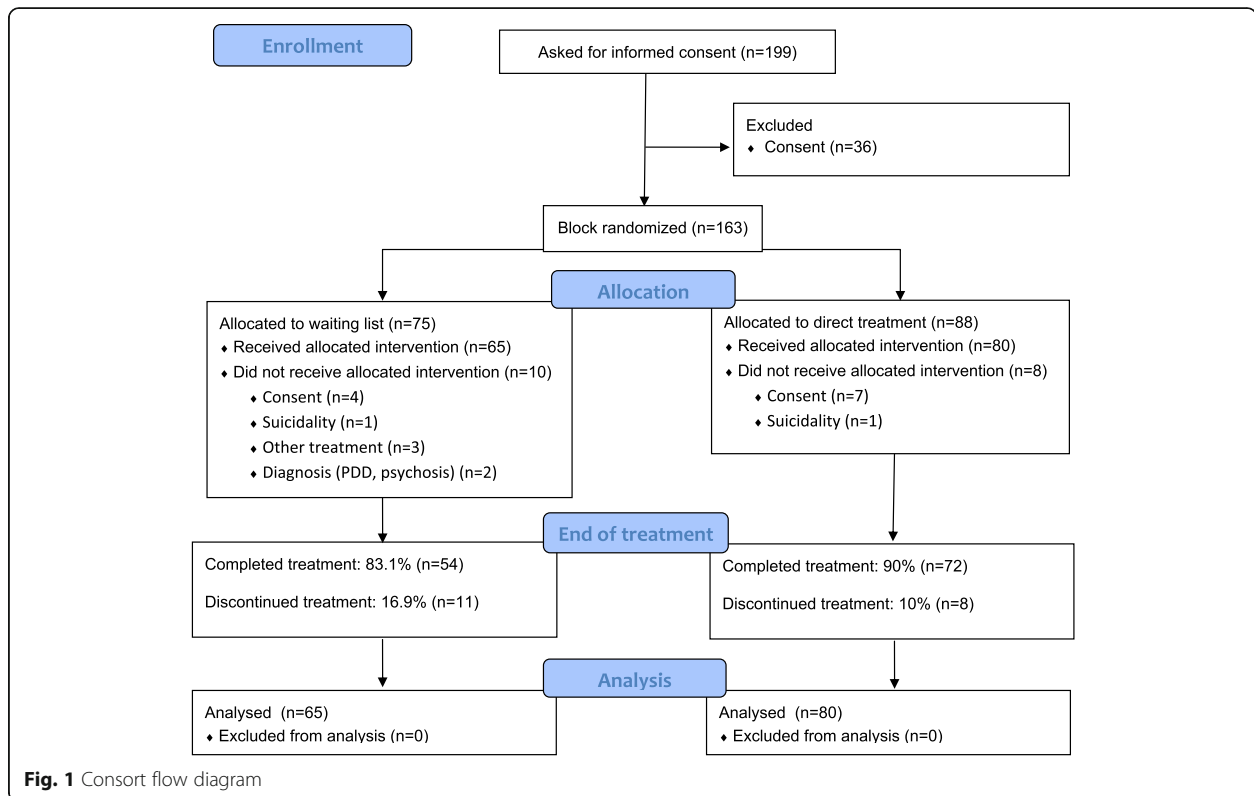 Enrollment
Asked for informed consent (n=199)
Excluded
♦ Consent (n=36)
Block randomized (n=163)
Allocation
Allocated to waiting list (n=75)
♦ Received allocated intervention (n=65)
♦ Did not receive allocated intervention (n=10)
♦ Consent (n=4)
♦ Suicidality (n=1)
♦ Other treatment (n=3)
♦ Diagnosis (PDD, psychosis) (n=2)
Allocated to direct treatment (n=88)
♦ Received allocated intervention (n=80)
♦ Did not receive allocated intervention (n=8)
♦ Consent (n=7)
♦ Suicidality (n=1)
End of treatment
Completed treatment: 83.1% (n=54)
Discontinued treatment: 16.9% (n=11)
Completed treatment: 90% (n=72)
Discontinued treatment: 10% (n=8)
Analysis
Analysed (n=65)
♦ Excluded from analysis (n=0)
Analysed (n=80)
♦ Excluded from analysis (n=0)
Fig. 1 Consort flow diagram